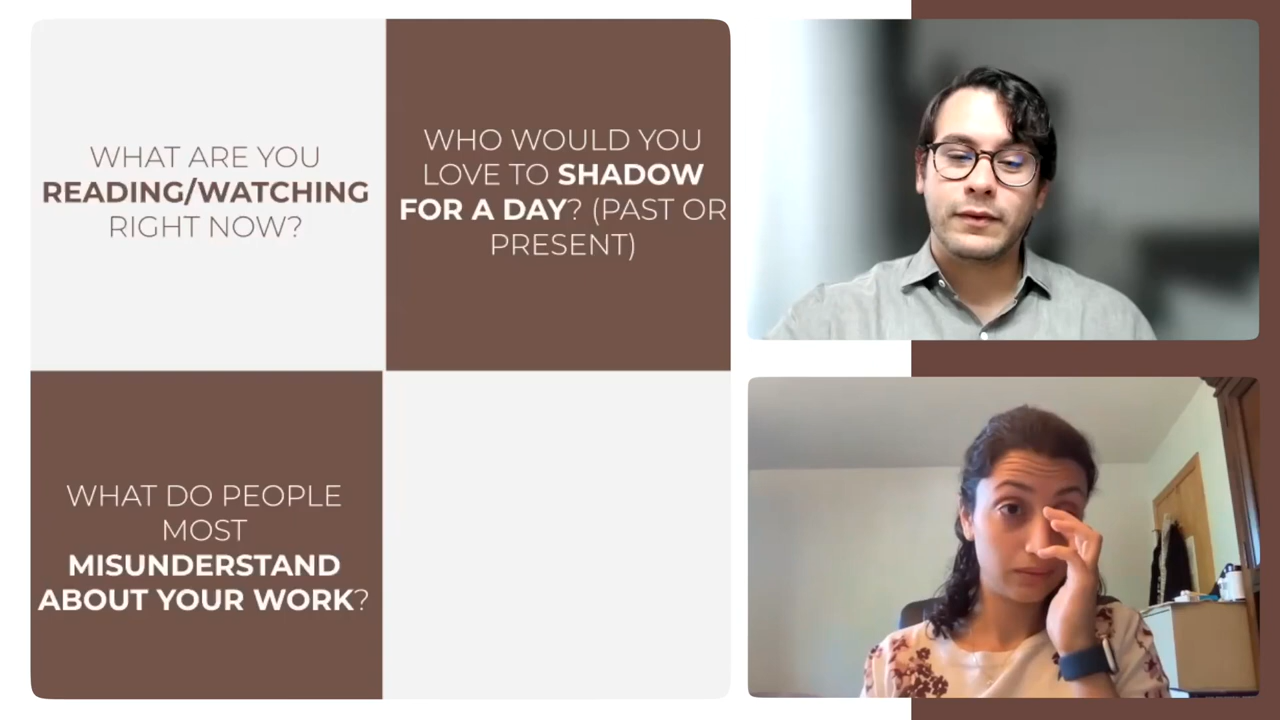 WHAT ARE YOU
READING/WATCHING
RIGHT NOW?
WHO WOULD YOU
LOVE TO SHADOW
FOR A DAY? (PAST OR
PRESENT)
WHAT DO PEOPLE
MOST
MISUNDERSTAND
ABOUT YOUR WORK?